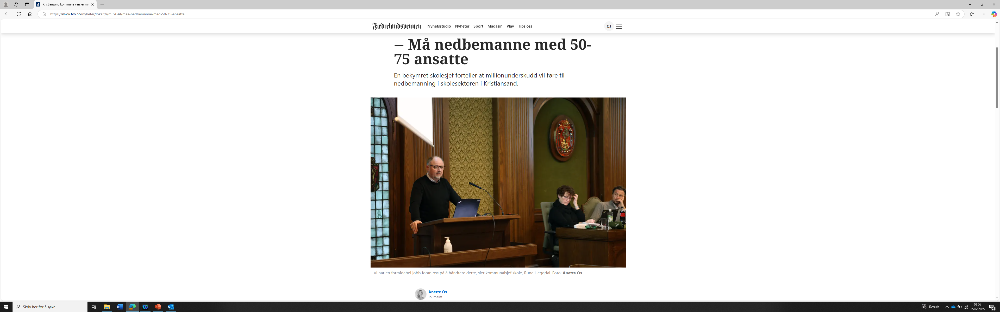 Kristiansand kommune varsler ne
https://www.fvn.no/nyheter/lokalt/i/mPxGAl/maa-nedbemanne-med-50-75-ansatte
Fædrelandsvennen Nyhetsstudio Nyheter Sport Magasin Play Tips oss CJ
– Må nedbemanne med 50-
75 ansatte
En bekymret skolesjef forteller at millionunderskudd vil føre til
nedbemanning i skolesektoren i Kristiansand.
– Vi har en formidabel jobb foran oss på å håndtere dette, sier kommunalsjef skole, Rune Heggdal. Foto: Anette Os
Anette Os
Journalist
Skriv her for å søke
Result
08:06
25.02.2025
21